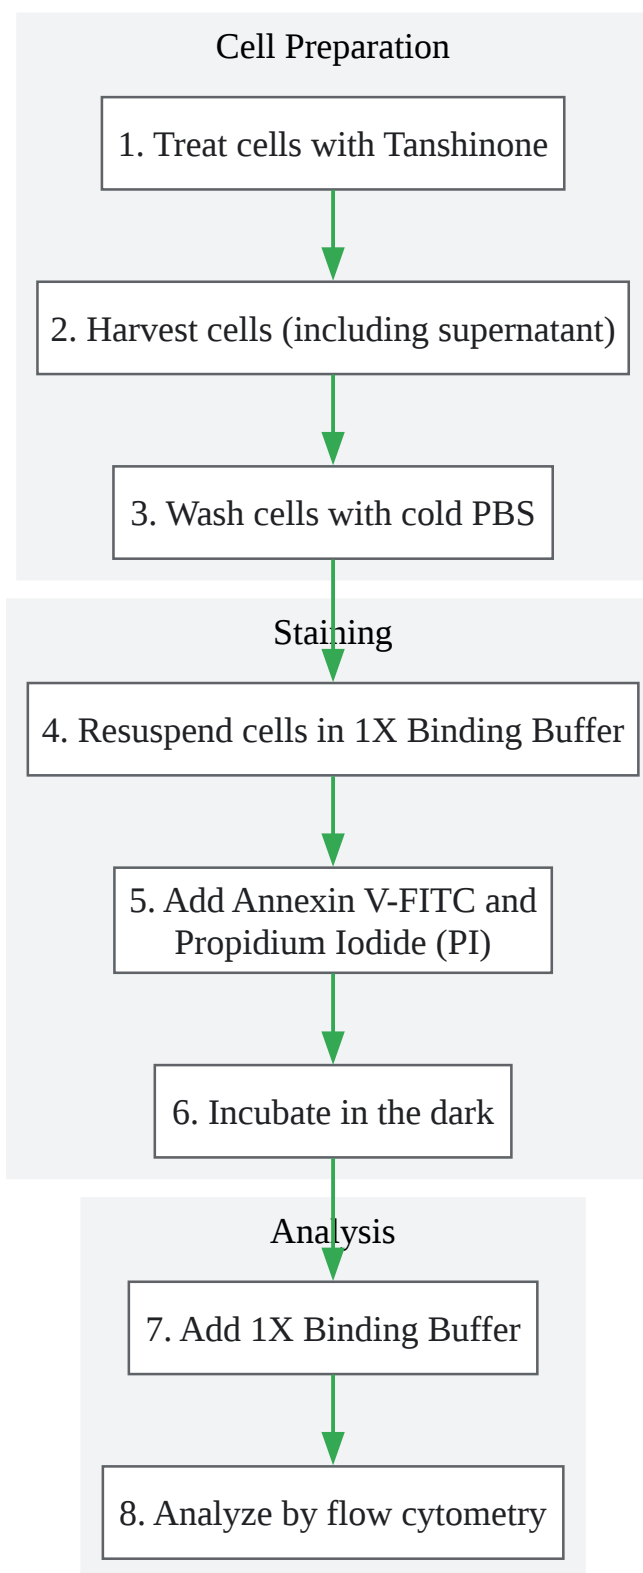 Cell Preparation
1. Treat cells with Tanshinone
2. Harvest cells (including supernatant)
3. Wash cells with cold PBS
Staining
4. Resuspend cells in 1X Binding Buffer
5. Add Annexin V-FITC and
Propidium Iodide (PI)
6. Incubate in the dark
Analysis
7. Add 1X Binding Buffer
8. Analyze by flow cytometry